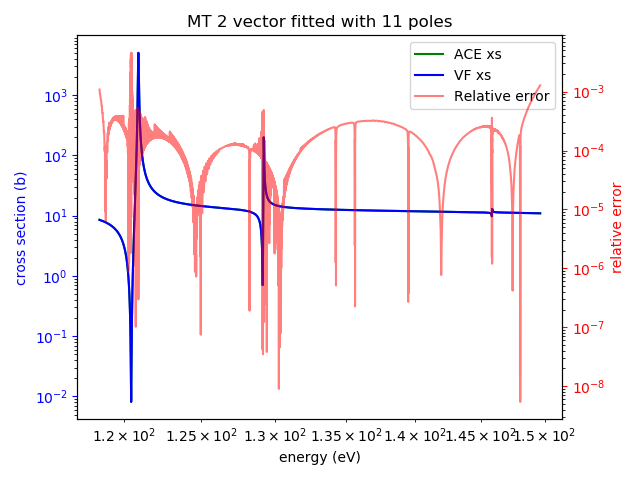 MT 2 vector fitted with 11 poles
ACE xs
VF xs
Relative error
10³
10²
10¹
10⁰
10⁻¹
10⁻²
cross section (b)
10⁻³
10⁻⁴
10⁻⁵
10⁻⁶
10⁻⁷
10⁻⁸
relative error
1.2 × 10² 1.25 × 10² 1.3 × 10² 1.35 × 10² 1.4 × 10² 1.45 × 10² 1.5 × 10²
energy (eV)